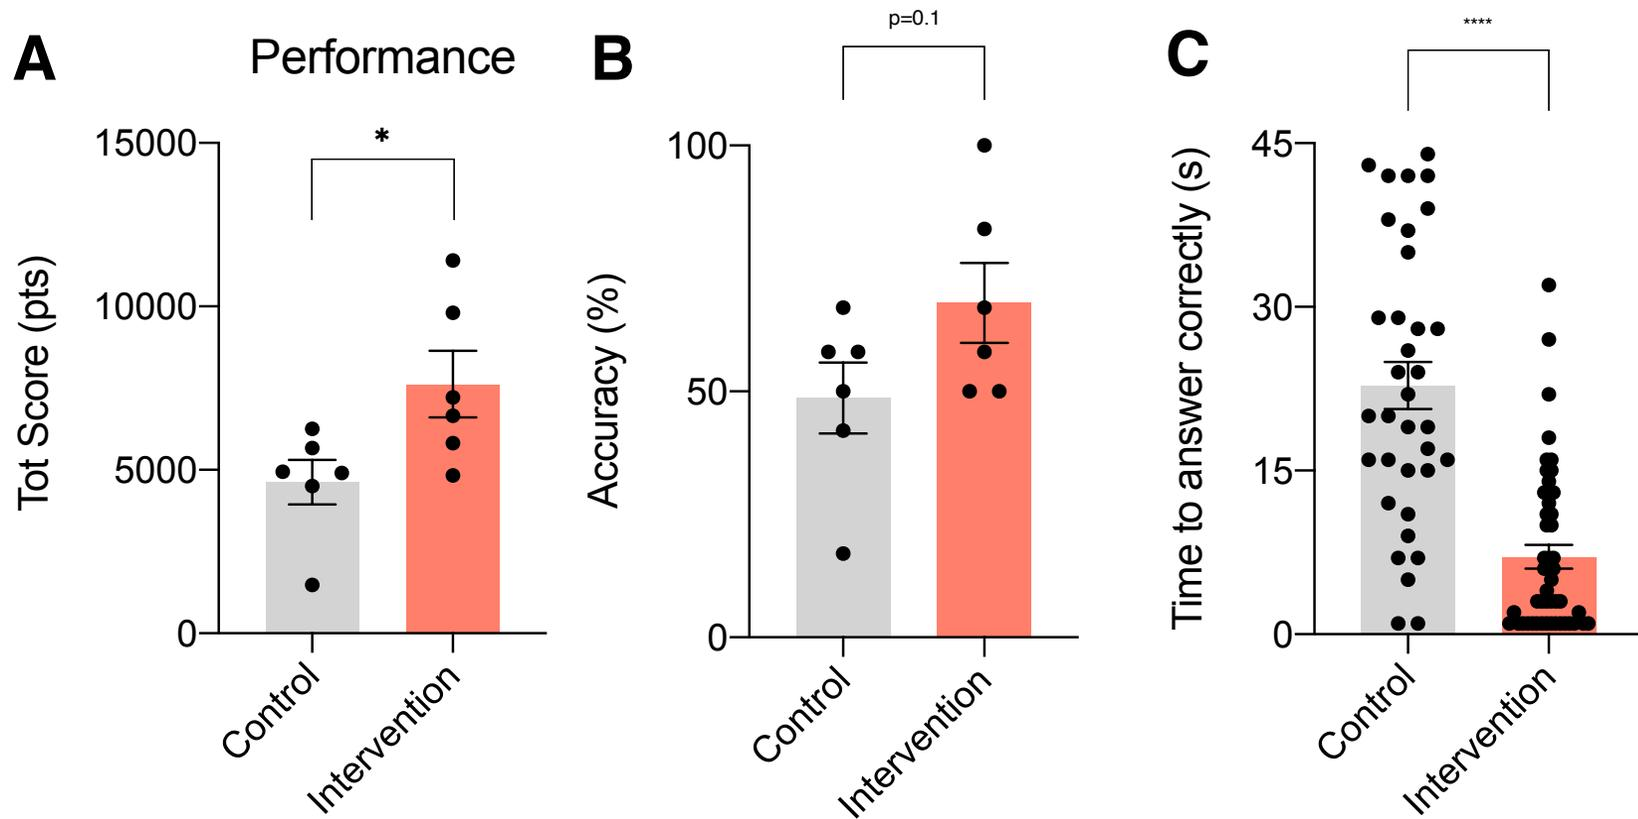 A
Performance
*
Tot Score (pts)
15000
10000
5000
0
Control
Intervention
B
p=0.1
Accuracy (%)
100
50
0
Control
Intervention
C
****
Time to answer correctly (s)
45
30
15
0
Control
Intervention